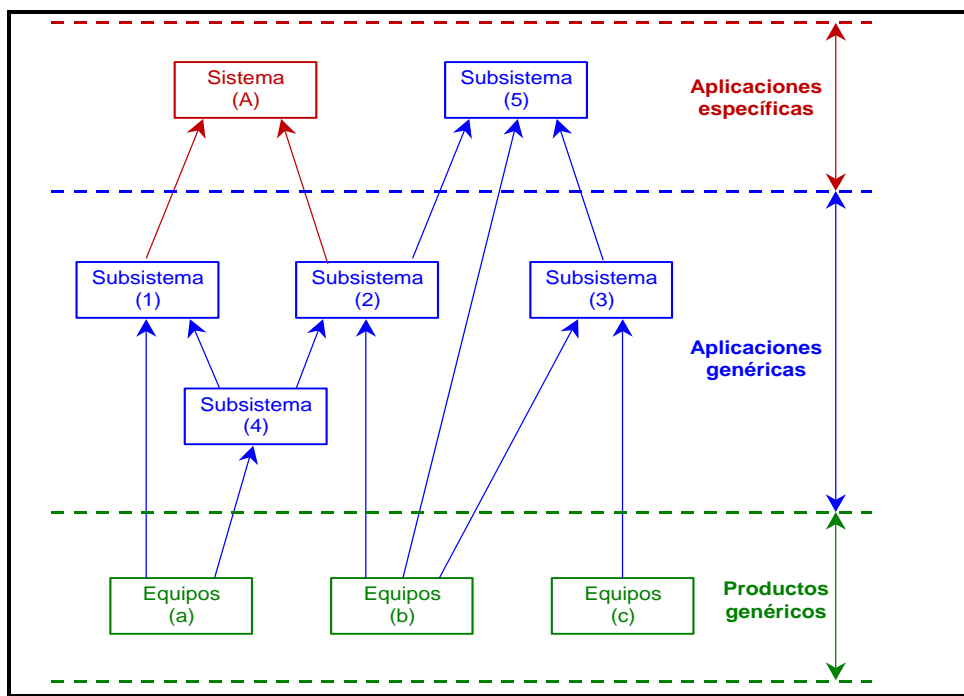 Sistema
(A)
Subsistema
(5)
Aplicaciones
específicas
Subsistema
(1)
Subsistema
(2)
Subsistema
(3)
Aplicaciones
genéricas
Subsistema
(4)
Equipos
(a)
Equipos
(b)
Equipos
(c)
Productos
genéricos